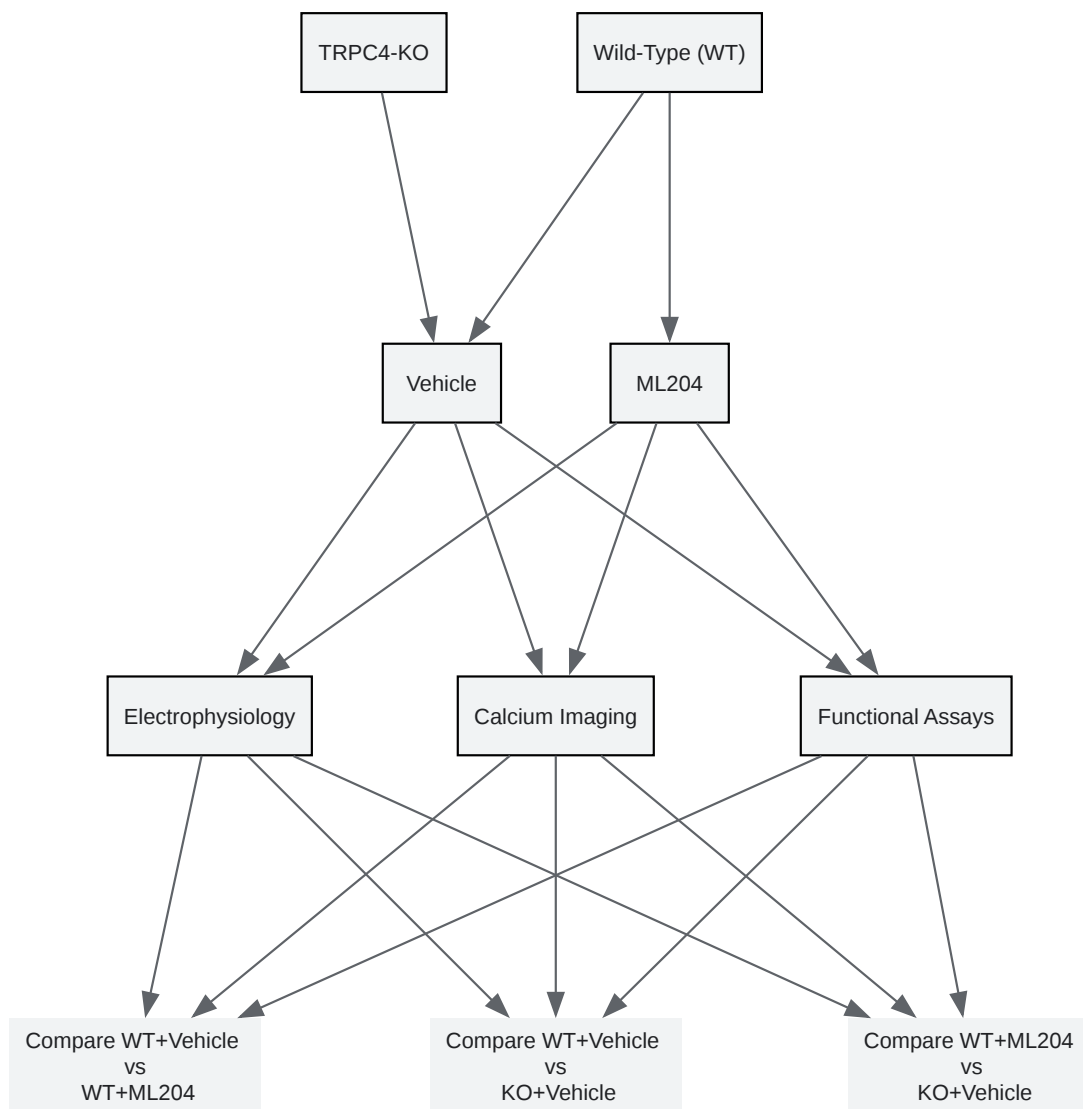 TRPC4-KO
Wild-Type (WT)
Vehicle
ML204
Electrophysiology
Calcium Imaging
Functional Assays
Compare WT+Vehicle
vs
WT+ML204
Compare WT+Vehicle
vs
KO+Vehicle
Compare WT+ML204
vs
KO+Vehicle